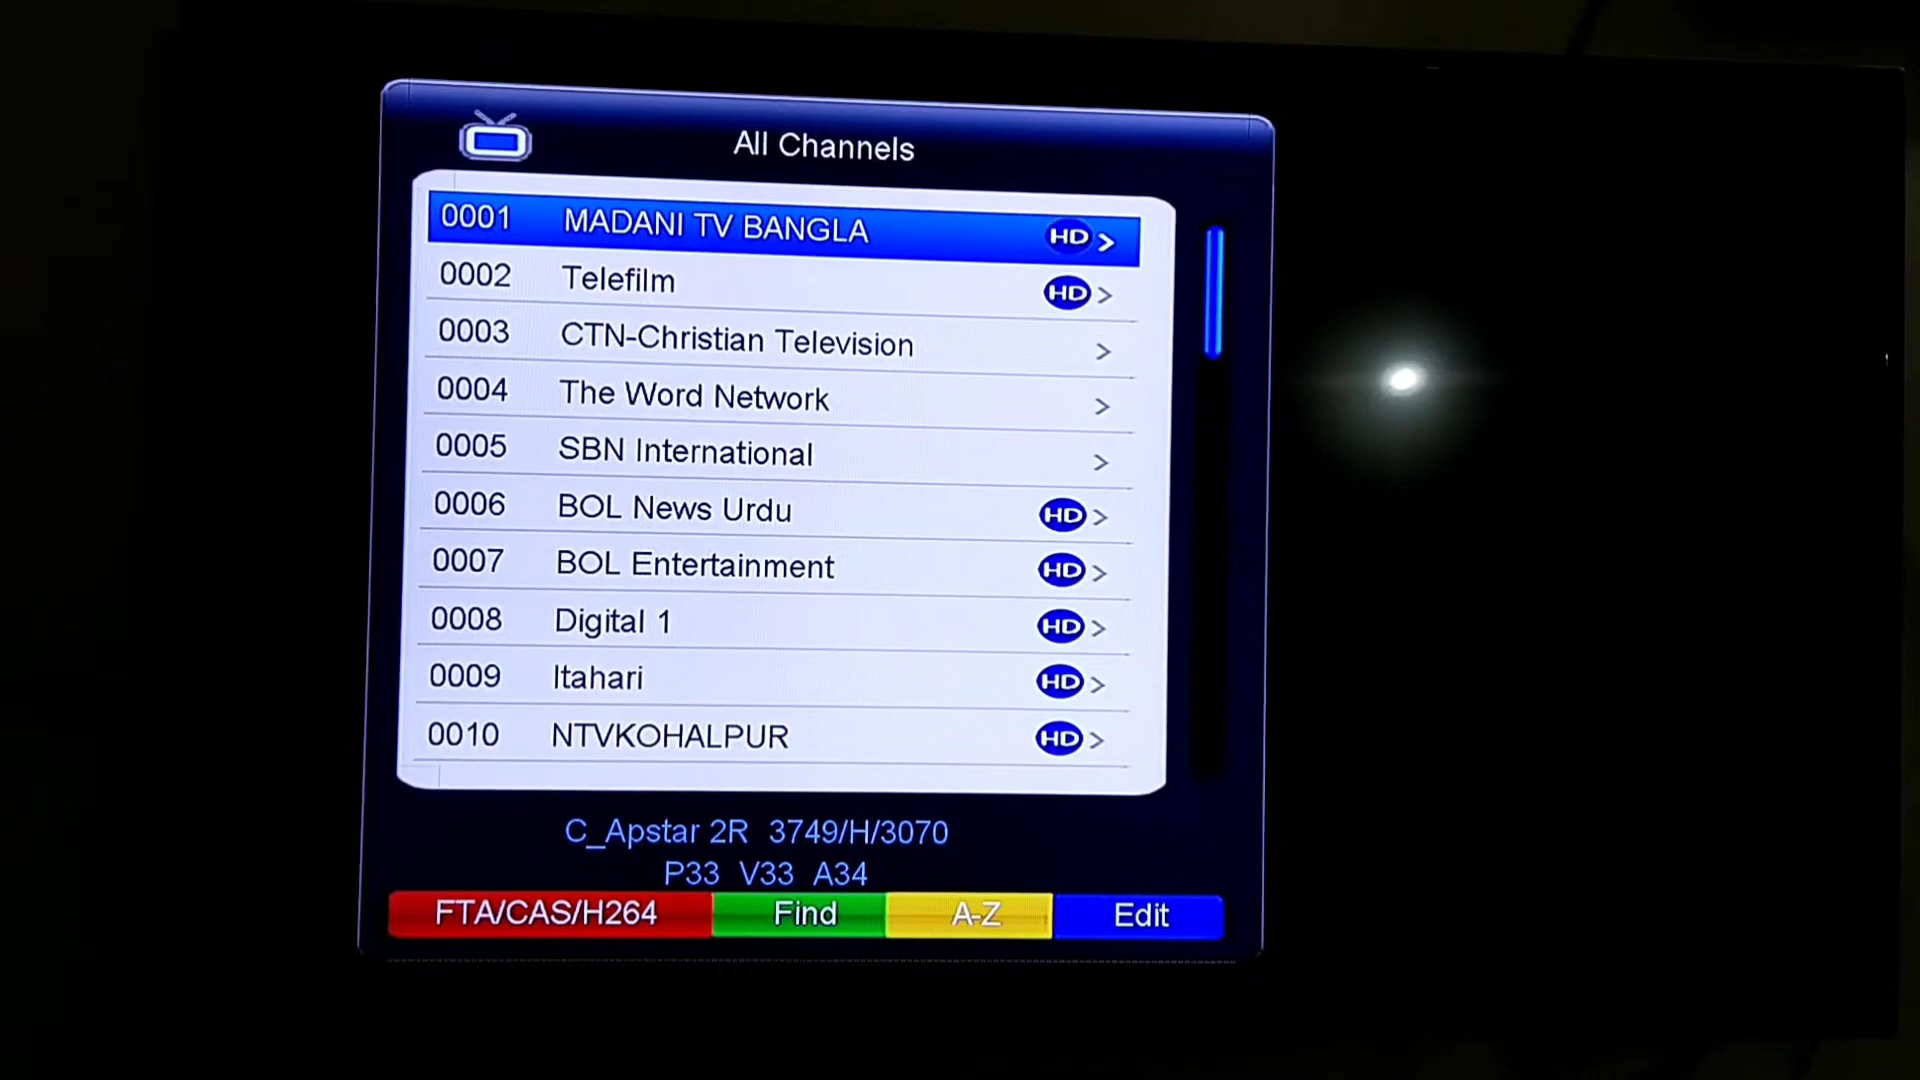 All Channels
0001 MADANI TV BANGLA HD >
0002 Telefilm HD >
0003 CTN-Christian Television >
0004 The Word Network >
0005 SBN International >
0006 BOL News Urdu HD >
0007 BOL Entertainment HD >
0008 Digital 1 HD >
0009 Itahari HD >
0010 NTVKOHALPUR HD >
C_Apstar 2R 3749/H/3070
P33 V33 A34
FTA/CAS/H264 Find A-Z Edit